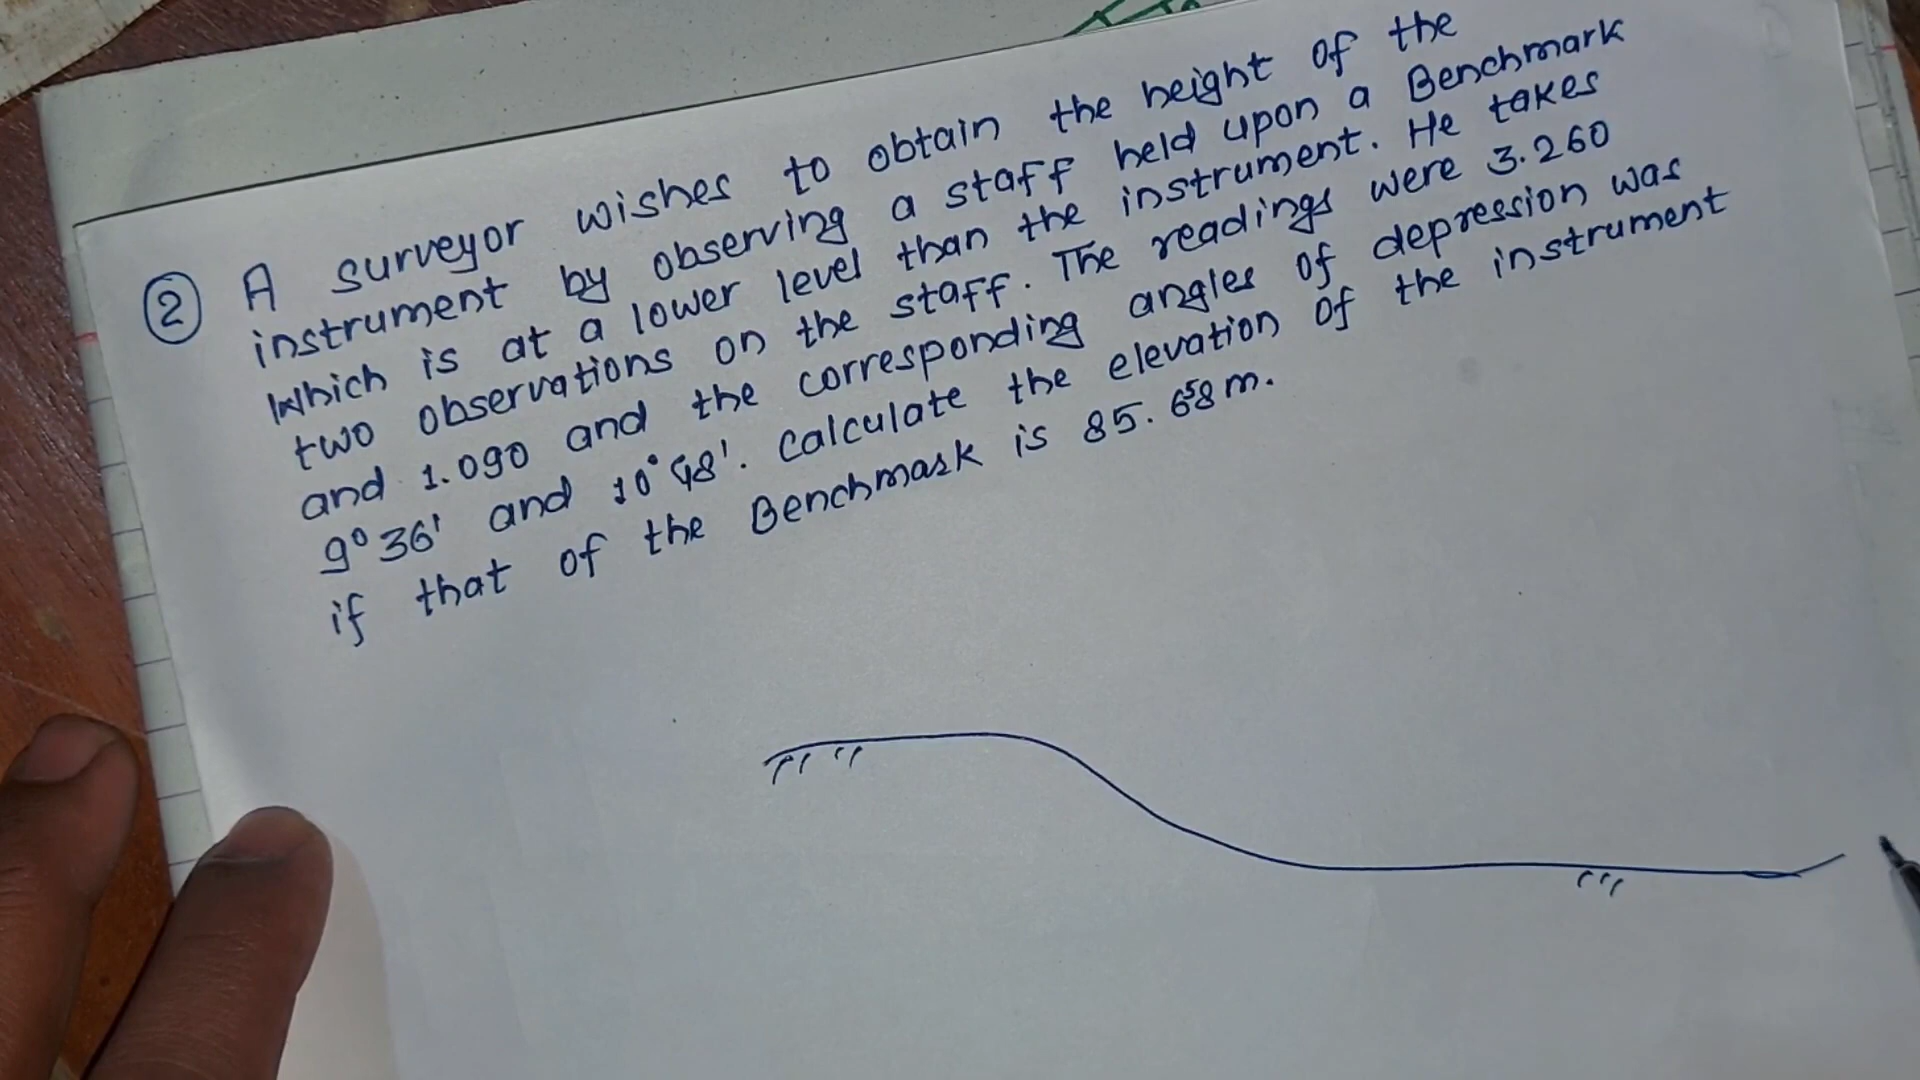 ② A surveyor wishes to obtain the height of the
instrument by observing a staff held upon a Benchmark
Which is at a lower level than the instrument. He takes
two observations on the staff. The readings were 3.260
and 1.090 and the corresponding angles of depression was
9° 36' and 10° 48'. Calculate the elevation of the instrument
if that of the Benchmark is 85.658 m.